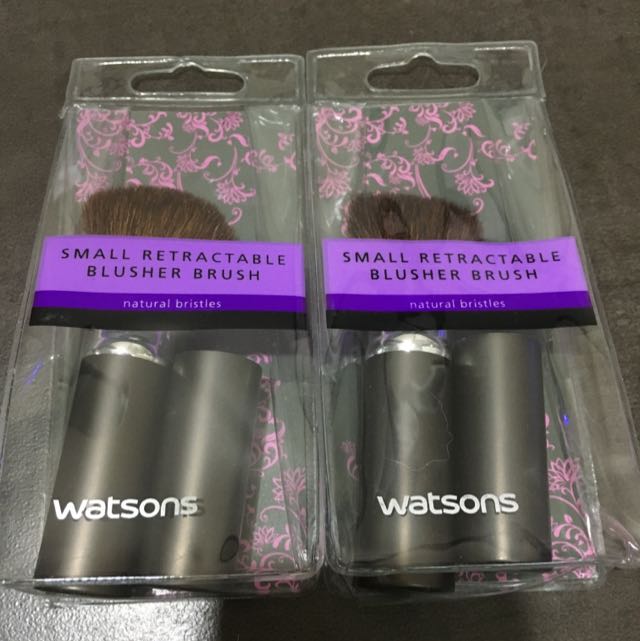 SMALL RETRACTABLE
BLUSHER BRUSH
natural bristles
watsons
SMALL RETRACTABLE
BLUSHER BRUSH
natural bristles
watsons